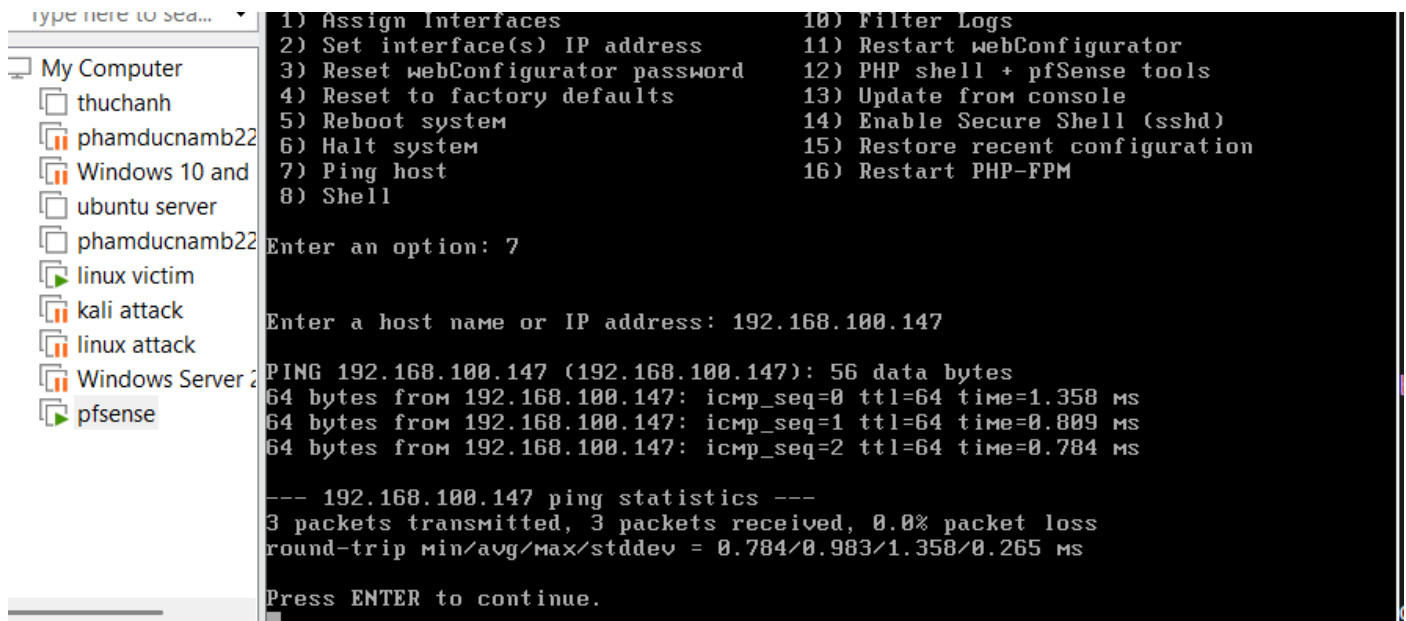 Type here to sea...
My Computer
thuchanh
phamducnamb22
Windows 10 and
ubuntu server
phamducnamb22
linux victim
kali attack
linux attack
Windows Server
pfsense
1) Assign Interfaces 10) Filter Logs
2) Set interface(s) IP address 11) Restart webConfigurator
3) Reset webConfigurator password 12) PHP shell + pfSense tools
4) Reset to factory defaults 13) Update from console
5) Reboot system 14) Enable Secure Shell (sshd)
6) Halt system 15) Restore recent configuration
7) Ping host 16) Restart PHP-FPM
8) Shell
Enter an option: 7
Enter a host name or IP address: 192.168.100.147
PING 192.168.100.147 (192.168.100.147): 56 data bytes
64 bytes from 192.168.100.147: icmp_seq=0 ttl=64 time=1.358 ms
64 bytes from 192.168.100.147: icmp_seq=1 ttl=64 time=0.809 ms
64 bytes from 192.168.100.147: icmp_seq=2 ttl=64 time=0.784 ms
--- 192.168.100.147 ping statistics ---
3 packets transmitted, 3 packets received, 0.0% packet loss
round-trip min/avg/max/stddev = 0.784/0.983/1.358/0.265 ms
Press ENTER to continue.